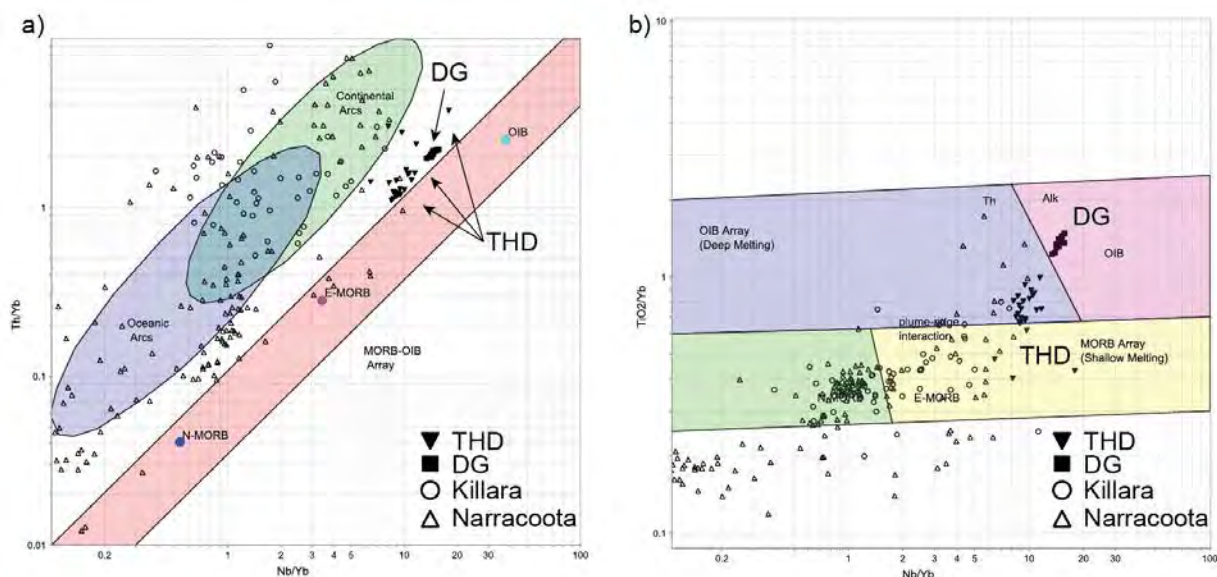 a)
Th/Yb
1
0.1
0.01
0.2
1
2
3
4
5
10
20
30
100
Nb/Yb
DG
Continental
Arcs
OIB
THD
E-MORB
Oceanic
Arcs
MORB-OIB
Array
N-MORB
THD
DG
Killara
Narracoota
b)
TiO2/Yb
10
1
0.1
0.2
1
2
3
4
5
10
20
100
Nb/Yb
Th
Alk
DG
OIB Array
(Deep Melting)
OIB
plume-ridge
interaction
THD
MORB Array
(Shallow Melting)
E-MORB
THD
DG
Killara
Narracoota